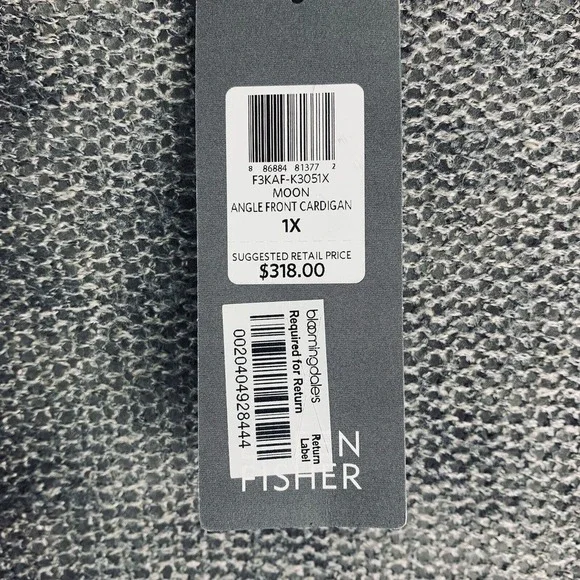 8 86884 81377 2
F3KAF-K3051X
MOON
ANGLE FRONT CARDIGAN
1X
SUGGESTED RETAIL PRICE
$318.00
bloomingdale's
Required for Return
Return
Label
0020404928444
FISHER